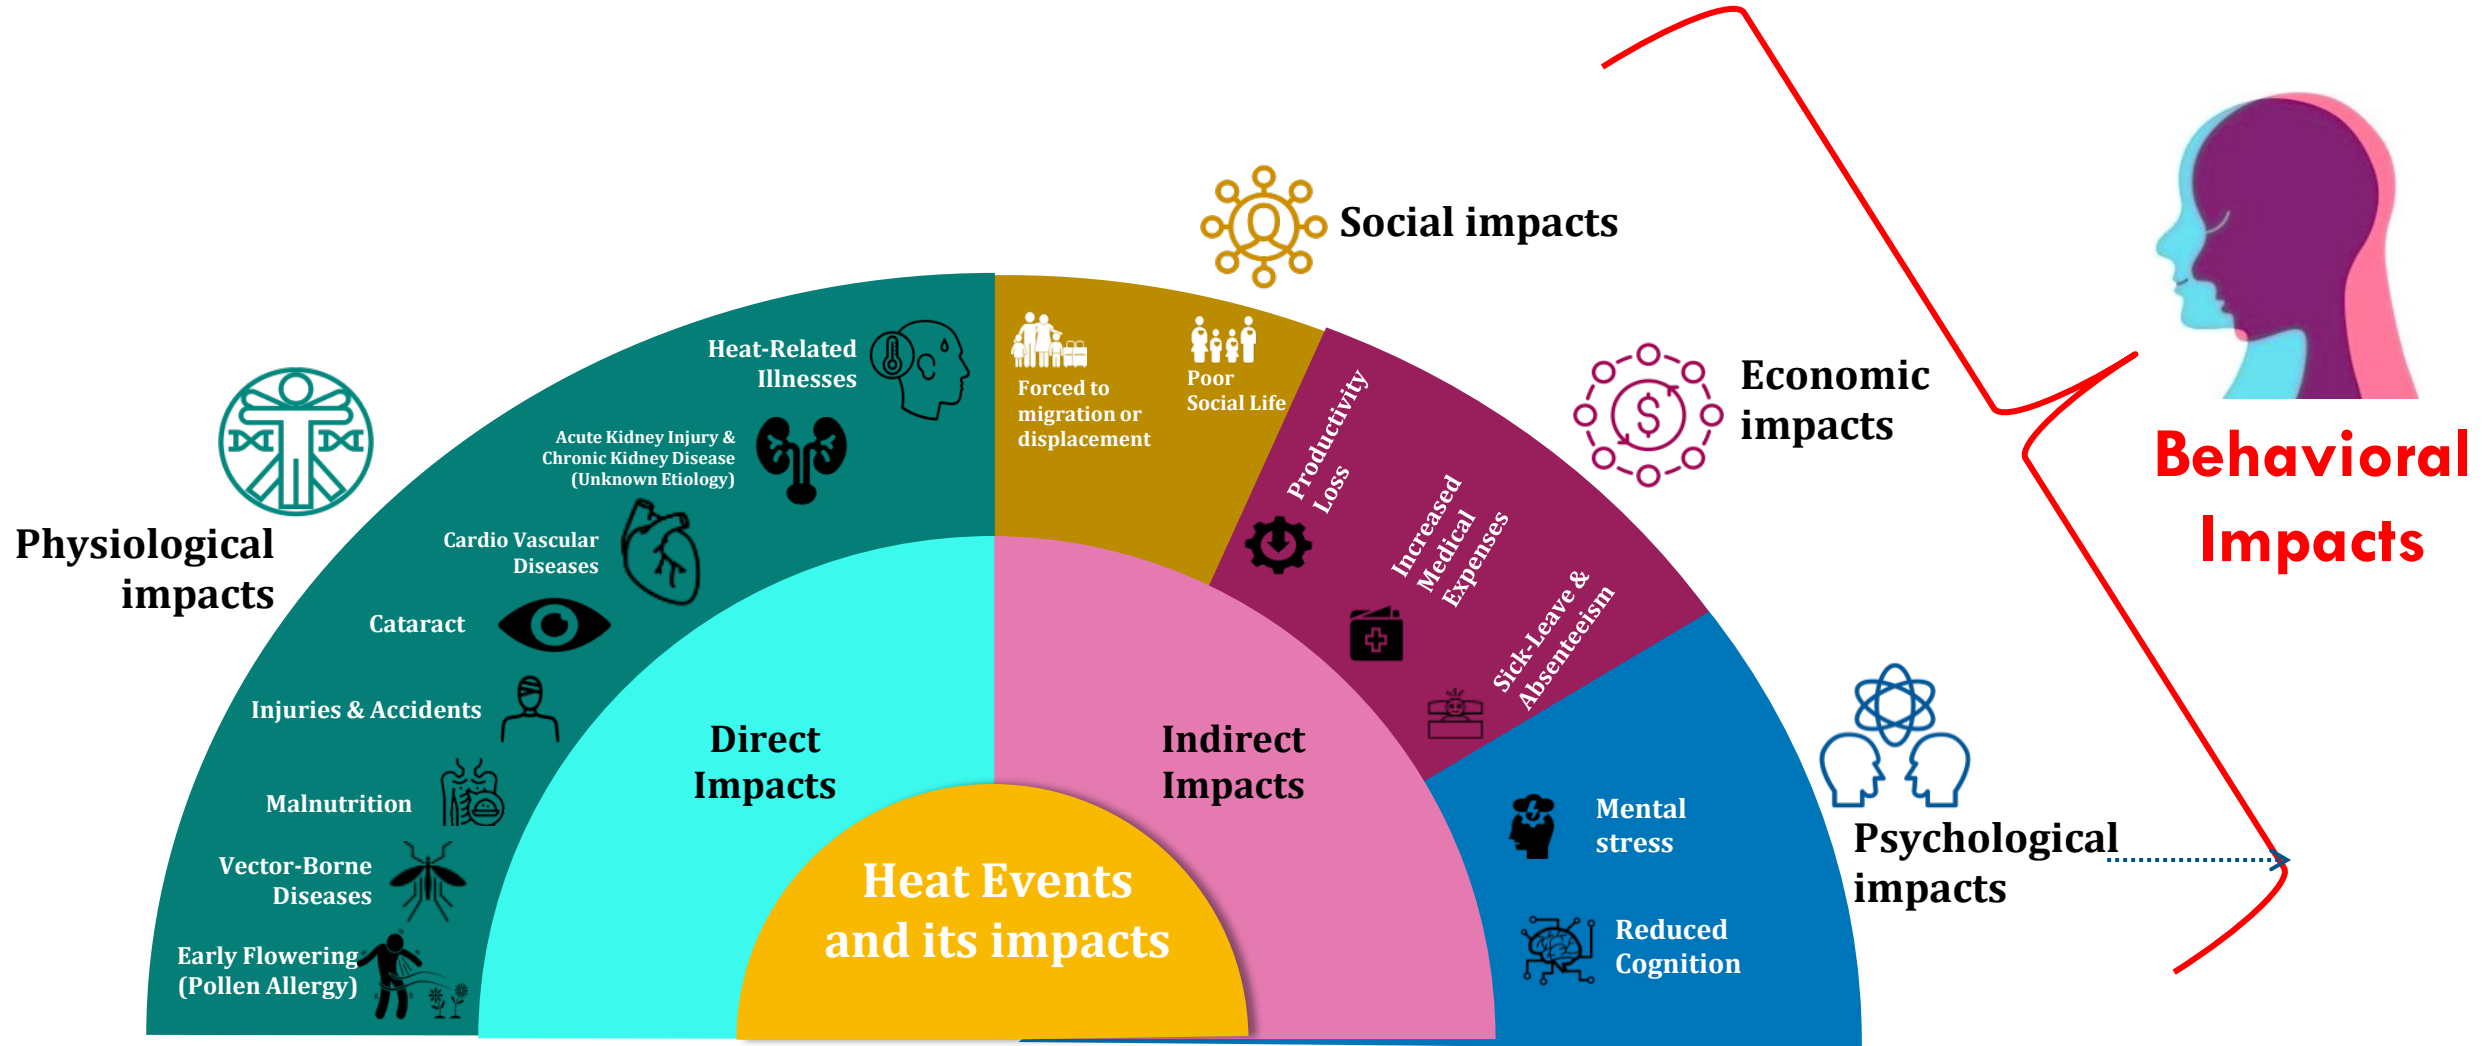 Social impacts
Economic
impacts
Behavioral
Impacts
Physiological
impacts
Heat-Related
Illnesses
Acute Kidney Injury &
Chronic Kidney Disease
(Unknown Etiology)
Cardio Vascular
Diseases
Cataract
Injuries & Accidents
Malnutrition
Vector-Borne
Diseases
Early Flowering
(Pollen Allergy)
Forced to
migration or
displacement
Poor
Social Life
Productivity
Loss
Increased
Medical
Expenses
Sick-Leave &
Absenteeism
Direct
Impacts
Indirect
Impacts
Heat Events
and its impacts
Mental
stress
Reduced
Cognition
Psychological
impacts
$